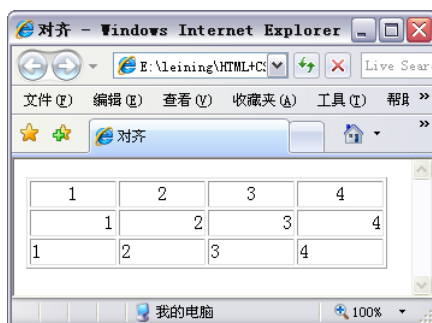 对齐 - Windows Internet Explorer
E:\leining\HTML+CS Live Sear
文件(F) 编辑(E) 查看(V) 收藏夹(A) 工具(T) »
对齐 »
1 2 3 4
1 2 3 4
1 2 3 4
我的电脑 100%